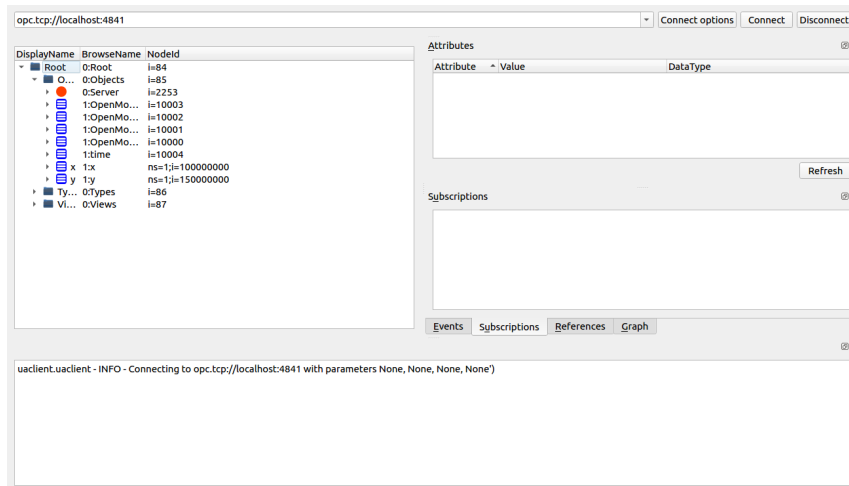 opc.tcp://localhost:4841 Connect options Connect Disconnect
DisplayName BrowseName NodeId
Root 0:Root i=84
O... 0:Objects i=85
0:Server i=2253
1:OpenMo... i=10003
1:OpenMo... i=10002
1:OpenMo... i=10001
1:OpenMo... i=10000
1:time i=10004
x 1:x ns=1;i=100000000
y 1:y ns=1;i=150000000
Ty... 0:Types i=86
Vi... 0:Views i=87
Attributes
Attribute Value DataType
Refresh
Subscriptions
Events Subscriptions References Graph
uaclient.uaclient - INFO - Connecting to opc.tcp://localhost:4841 with parameters None, None, None, None')